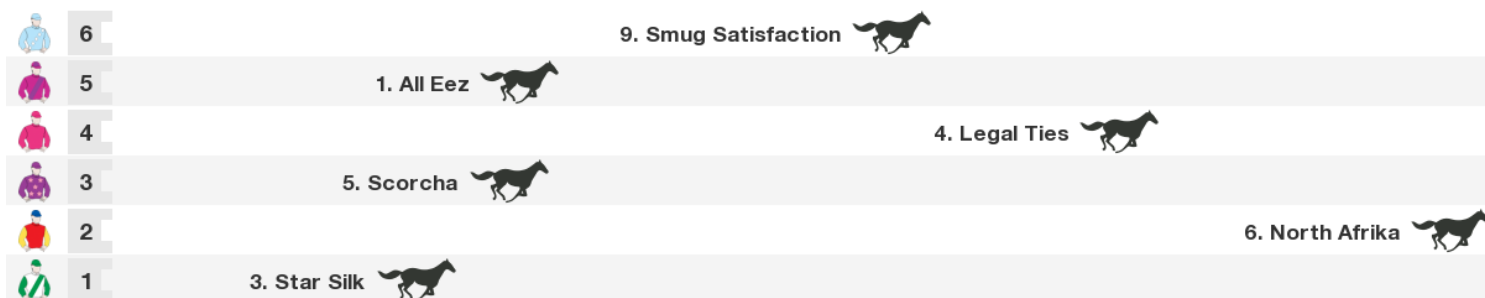 6 9. Smug Satisfaction
5 1. All Eez
4 4. Legal Ties
3 5. Scorcha
2 6. North Afrika
1 3. Star Silk